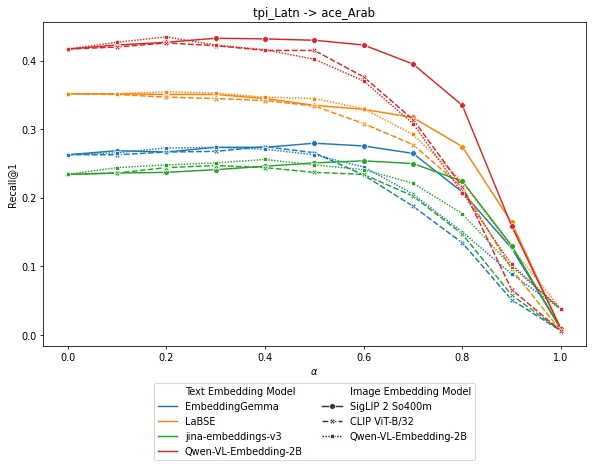 tpi_Latn -> ace_Arab
Recall@1
0.4
0.3
0.2
0.1
0.0
0.0 0.2 0.4 0.6 0.8 1.0
α
Text Embedding Model
EmbeddingGemma
LaBSE
jina-embeddings-v3
Qwen-VL-Embedding-2B
Image Embedding Model
SigLIP 2 So400m
CLIP ViT-B/32
Qwen-VL-Embedding-2B